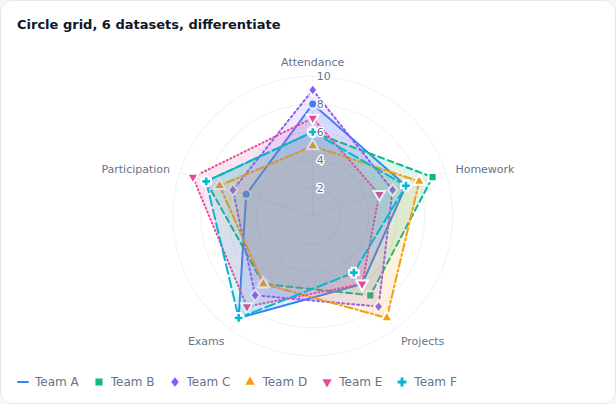 Circle grid, 6 datasets, differentiate
Attendance
10
8
6
4
2
Participation
Homework
Exams
Projects
Team A
Team B
Team C
Team D
Team E
Team F